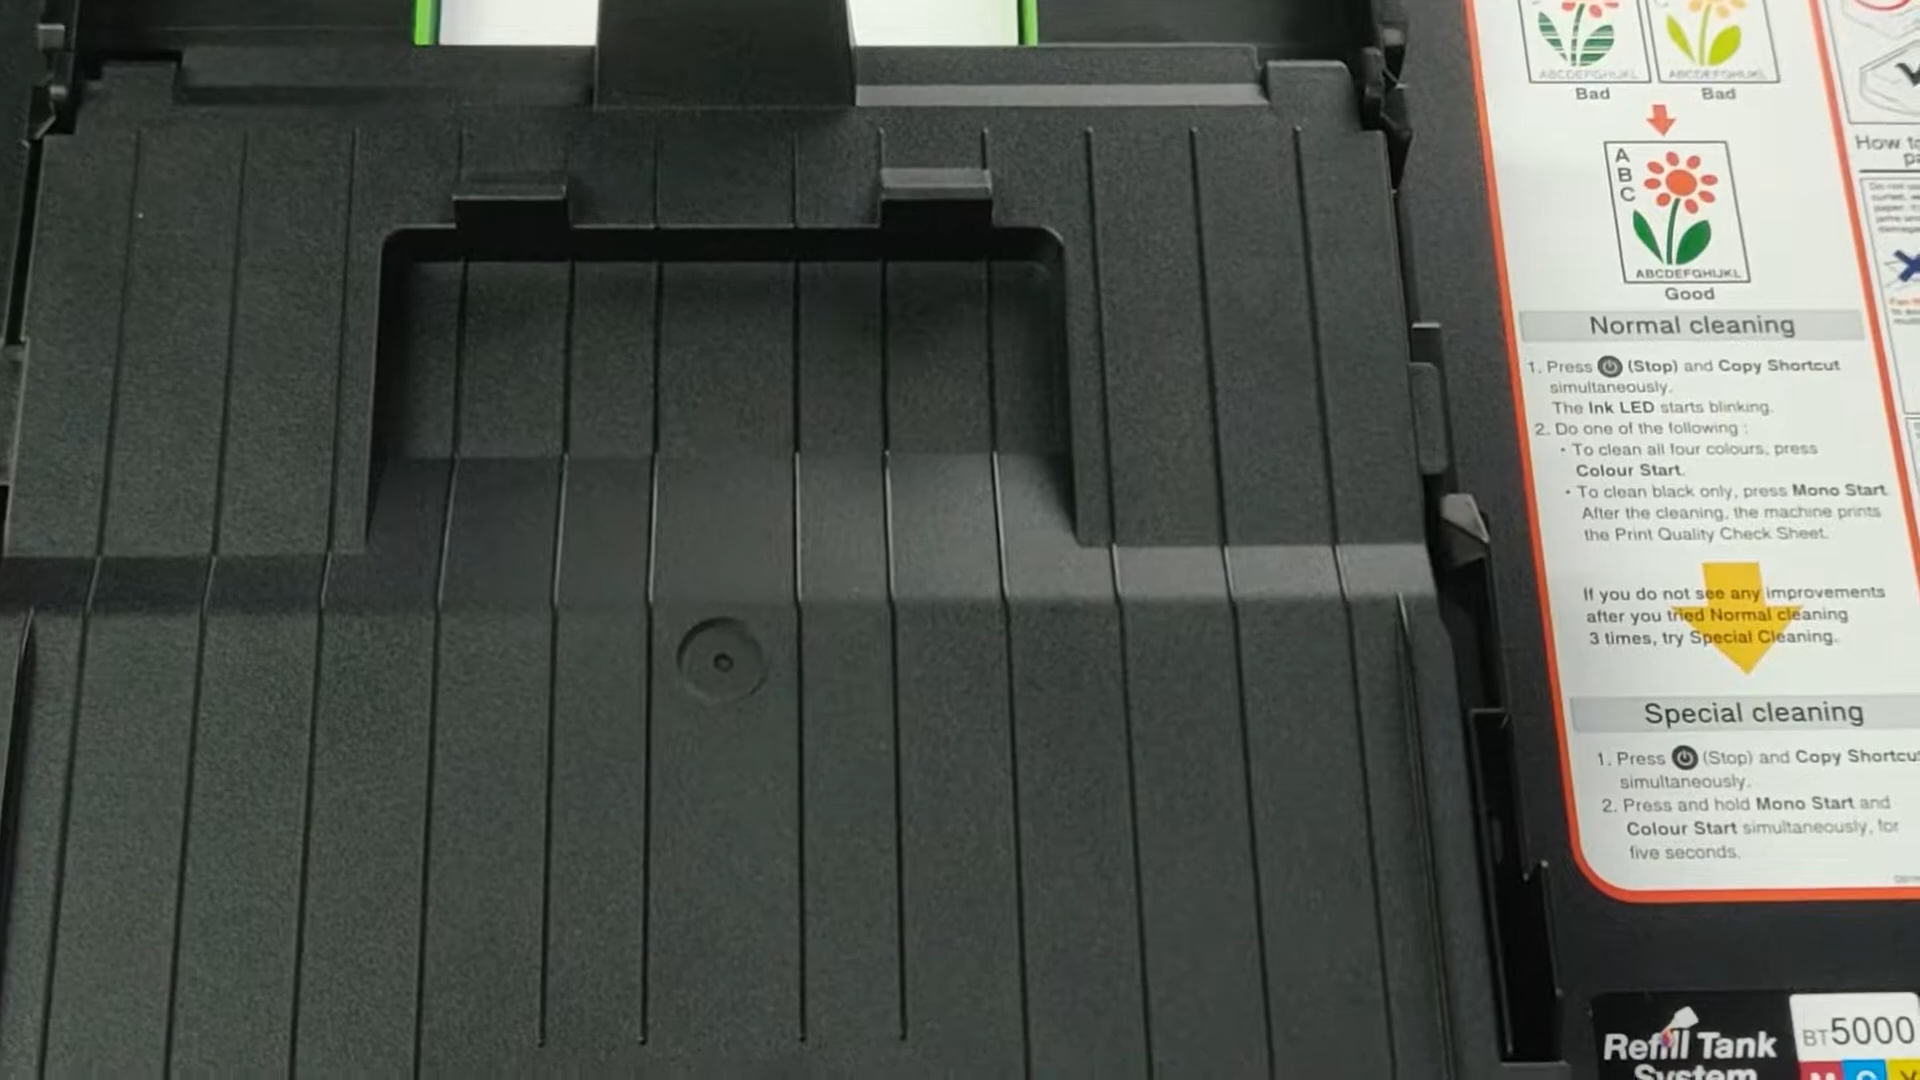 ABCDEFGHIJKL ABCDEFGHIJKL
Bad Bad
A
B
C
ABCDEFGHIJKL
Good
Normal cleaning
1. Press (Stop) and Copy Shortcut
simultaneously.
The Ink LED starts blinking.
2. Do one of the following :
• To clean all four colours, press
Colour Start.
• To clean black only, press Mono Start.
After the cleaning, the machine prints
the Print Quality Check Sheet.
If you do not see any improvements
after you tried Normal cleaning
3 times, try Special Cleaning.
Special cleaning
1. Press (Stop) and Copy Shortcu
simultaneously.
2. Press and hold Mono Start and
Colour Start simultaneously, for
five seconds.
How to
Refill Tank
System
BT5000
M C Y